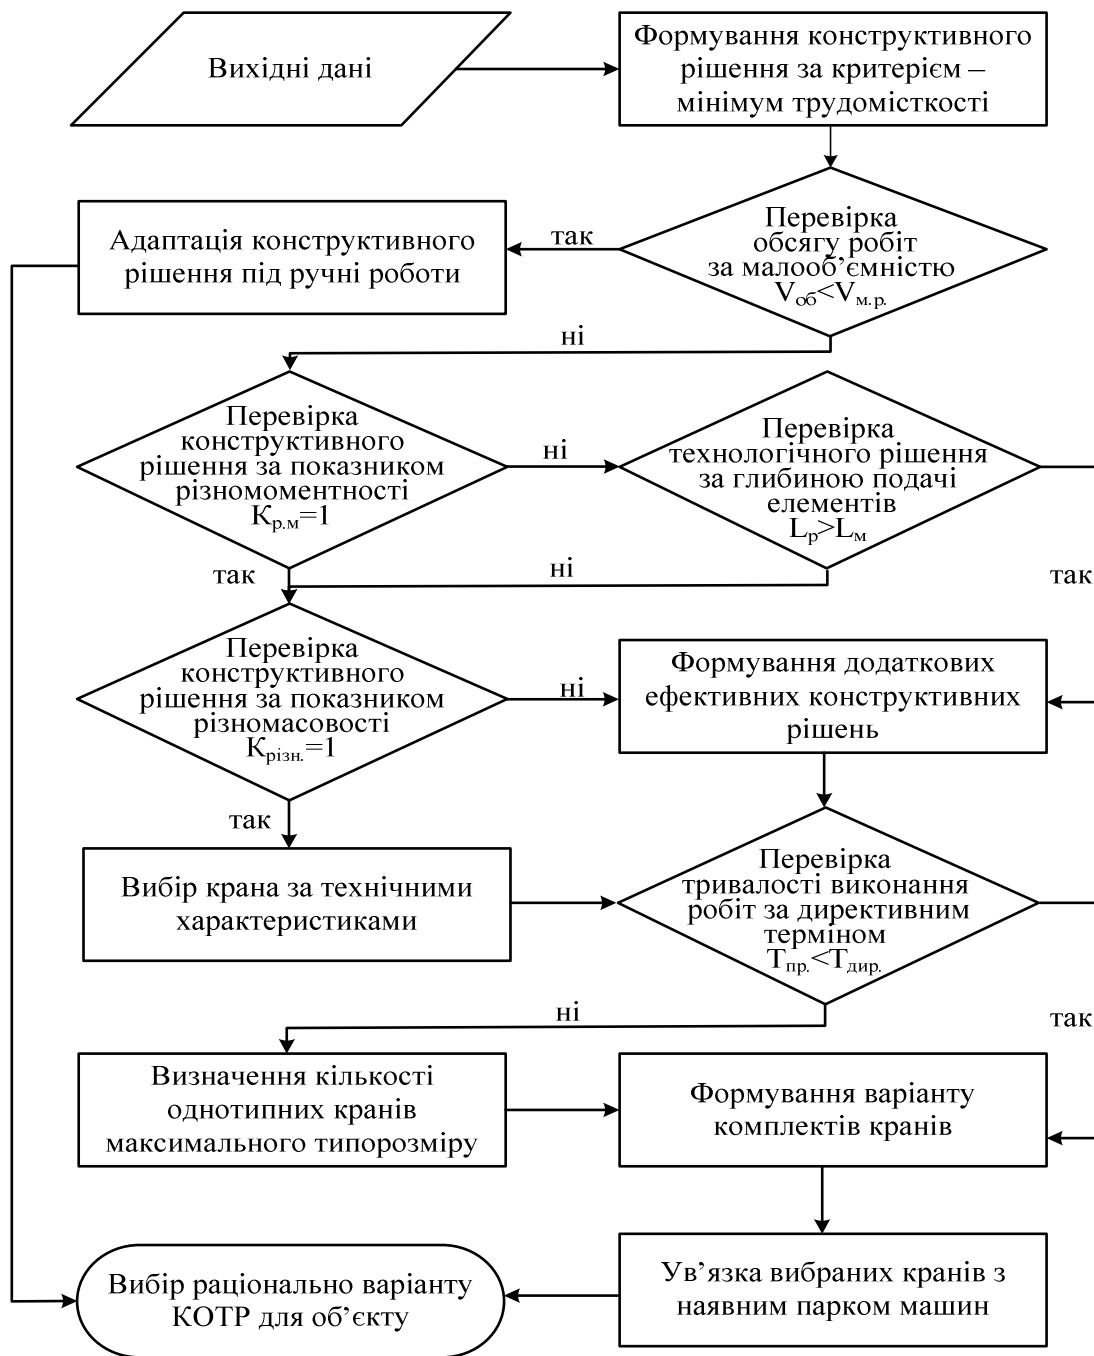 Вихідні дані
Формування конструктивного
рішення за критерієм –
мінімум трудомісткості
Перевірка
обсягу робіт
за малооб’ємністю
Vоб<Vм.р.
так
Адаптація конструктивного
рішення під ручні роботи
ні
Перевірка
конструктивного
рішення за показником
різномоментності
Кр.м=1
ні
Перевірка
технологічного рішення
за глибиною подачі
елементів
Lр>Lм
так
ні
так
Перевірка
конструктивного
рішення за показником
різномасовості
Крізн.=1
ні
Формування додаткових
ефективних конструктивних
рішень
так
Вибір крана за технічними
характеристиками
Перевірка
тривалості виконання
робіт за директивним
терміном
Тпр.<Тдир.
ні
так
Визначення кількості
однотипних кранів
максимального типорозміру
Формування варіанту
комплектів кранів
Вибір раціонально варіанту
КОТР для об’єкту
Ув’язка вибраних кранів з
наявним парком машин